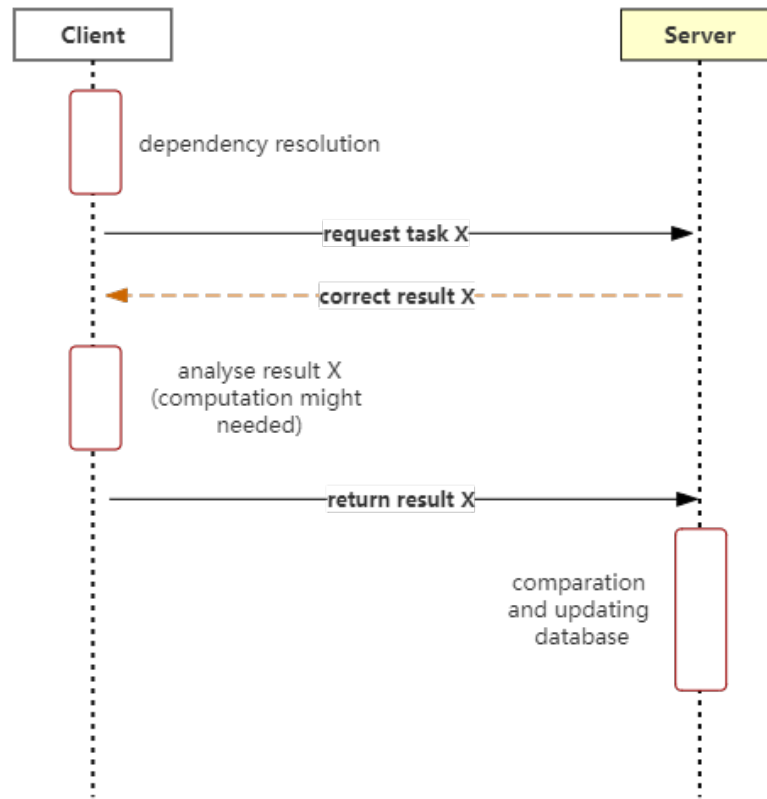 Client
Server
dependency resolution
request task X
correct result X
analyse result X
(computation might
needed)
return result X
comparation
and updating
database